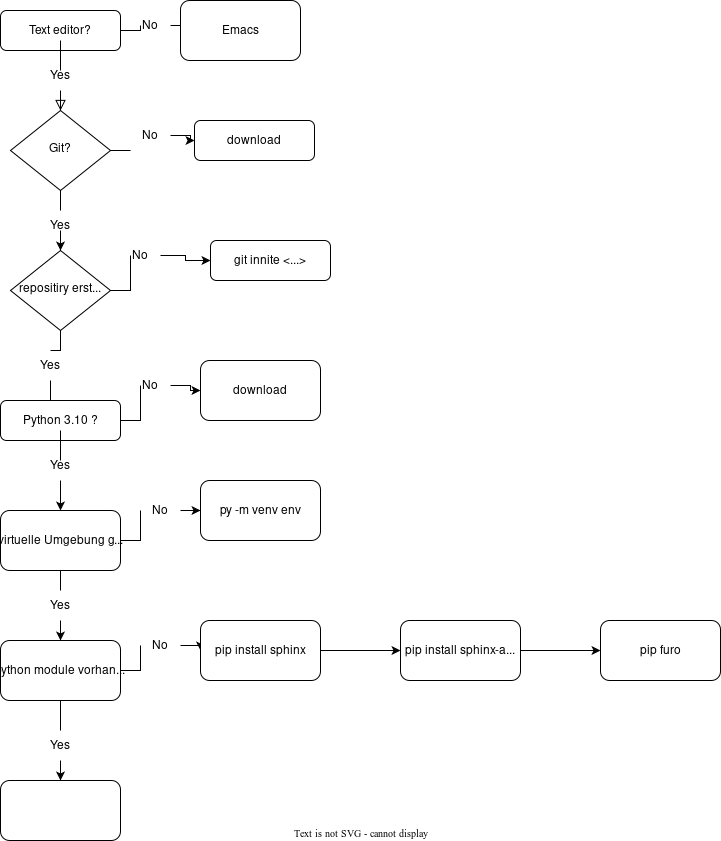 Text editor?
No
Emacs
Yes
Git?
No
download
Yes
repositiry erst...
No
git innite <...>
Yes
Python 3.10 ?
No
download
Yes
virtuelle Umgebung g...
No
py -m venv env
Yes
ython module vorhan...
No
pip install sphinx
pip install sphinx-a...
pip furo
Yes
Text is not SVG - cannot display